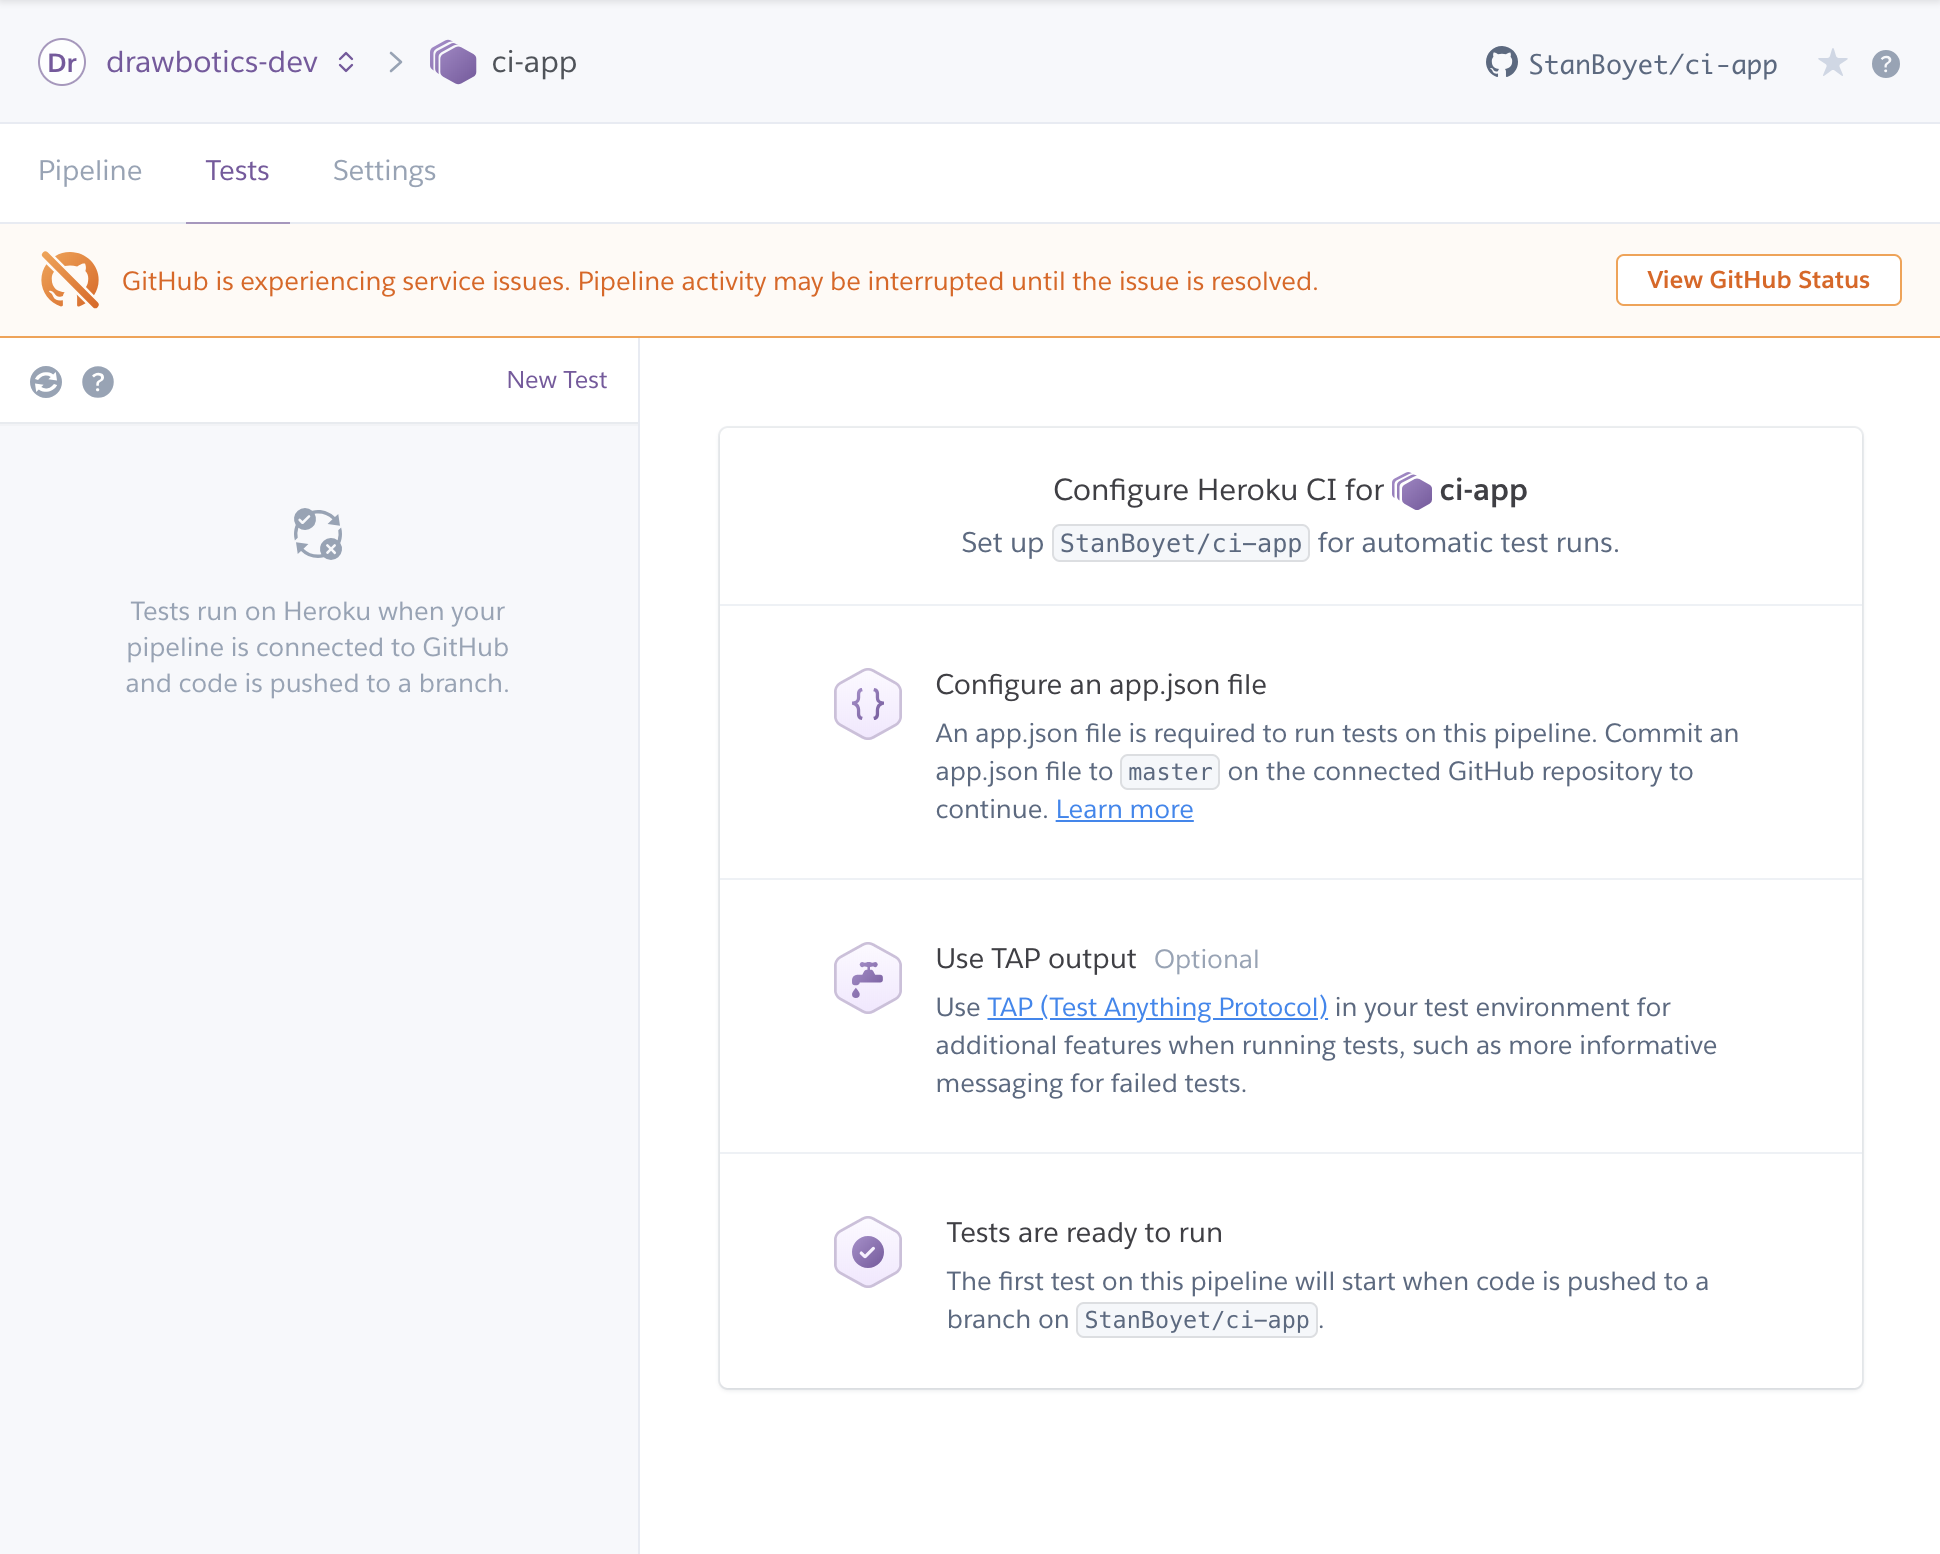 Dr drawbotics-dev ci-app
StanBoyet/ci-app
Pipeline Tests Settings
GitHub is experiencing service issues. Pipeline activity may be interrupted until the issue is resolved.
View GitHub Status
New Test
Tests run on Heroku when your
pipeline is connected to GitHub
and code is pushed to a branch.
Configure Heroku CI for ci-app
Set up StanBoyet/ci-app for automatic test runs.
Configure an app.json file
An app.json file is required to run tests on this pipeline. Commit an
app.json file to master on the connected GitHub repository to
continue. Learn more
Use TAP output Optional
Use TAP (Test Anything Protocol) in your test environment for
additional features when running tests, such as more informative
messaging for failed tests.
Tests are ready to run
The first test on this pipeline will start when code is pushed to a
branch on StanBoyet/ci-app.